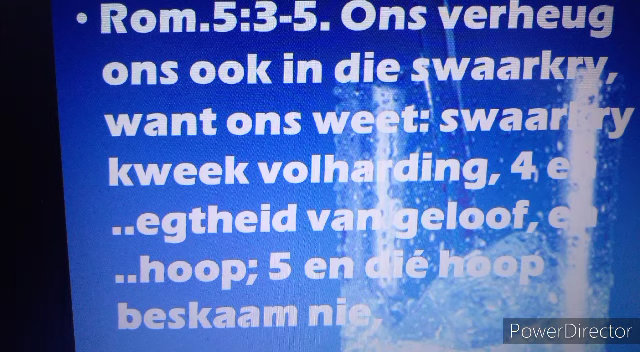 • Rom.5:3-5. Ons verheug
ons ook in die swaarkry,
want ons weet: swaarkry
kweek volharding, 4 en
..egtheid van geloof, en
..hoop; 5 en dié hoop
beskaam nie,
PowerDirector